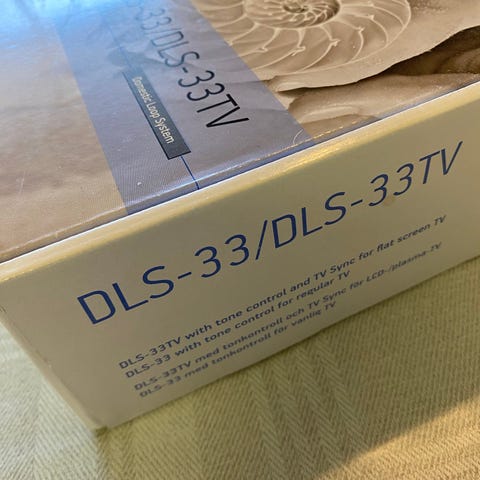 /DLS-33TV
Domestic Loop System
DLS-33/DLS-33TV
DLS-33TV with tone control and TV Sync for flat screen TV
DLS-33 with tone control for regular TV
DLS-33TV med tonkontroll och TV Sync för LCD-/plasma-TV
DLS-33 med tonkontroll för vanlig TV